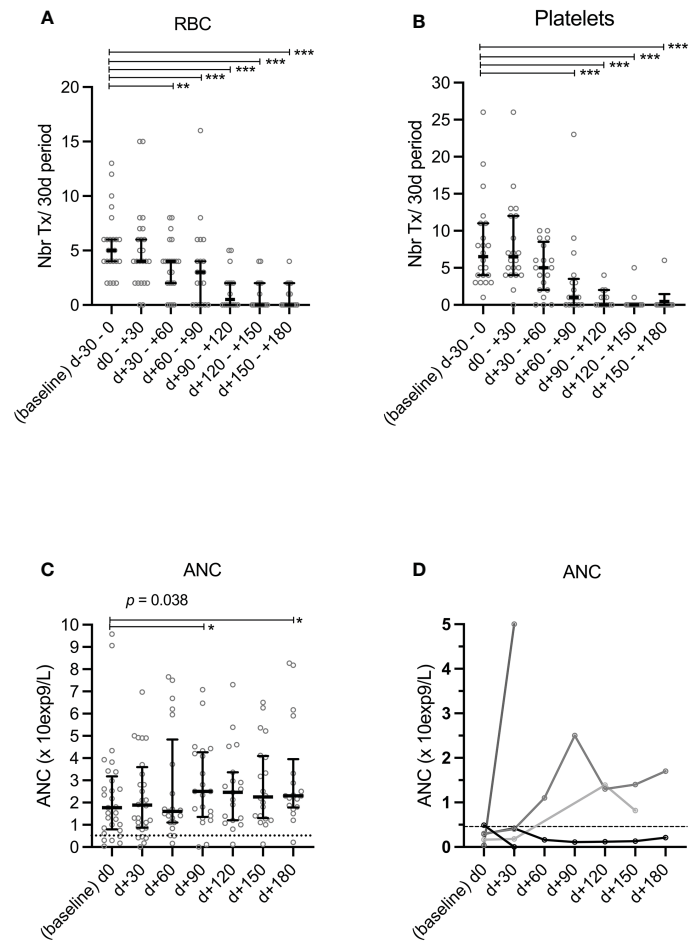 A
RBC
***
***
***
***
**
Nbr Tx/ 30d period
20
15
10
5
0
(baseline) d-30 - 0
d0 - +30
d+30 - +60
d+60 - +90
d+90 - +120
d+120 - +150
d+150 - +180
B
Platelets
***
***
***
***
Nbr Tx/ 30d period
30
25
20
15
10
5
0
(baseline) d-30 - 0
d0 - +30
d+30 - +60
d+60 - +90
d+90 - +120
d+120 - +150
d+150 - +180
C
ANC
p = 0.038
*
*
ANC (x 10exp9/L)
10
9
8
7
6
5
4
3
2
1
0
(baseline) d0
d+30
d+60
d+90
d+120
d+150
d+180
D
ANC
ANC (x 10exp9/L)
5
4
3
2
1
0
(baseline) d0
d+30
d+60
d+90
d+120
d+150
d+180